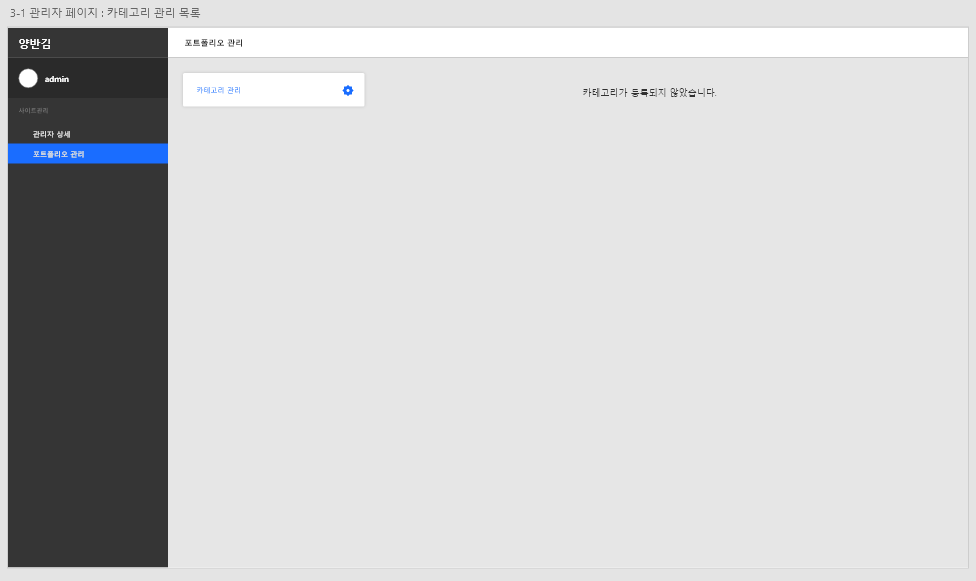 3-1 관리자 페이지 : 카테고리 관리 목록
양반김
포트폴리오 관리
admin
카테고리 관리
카테고리가 등록되지 않았습니다.
사이트관리
관리자 상세
포트폴리오 관리